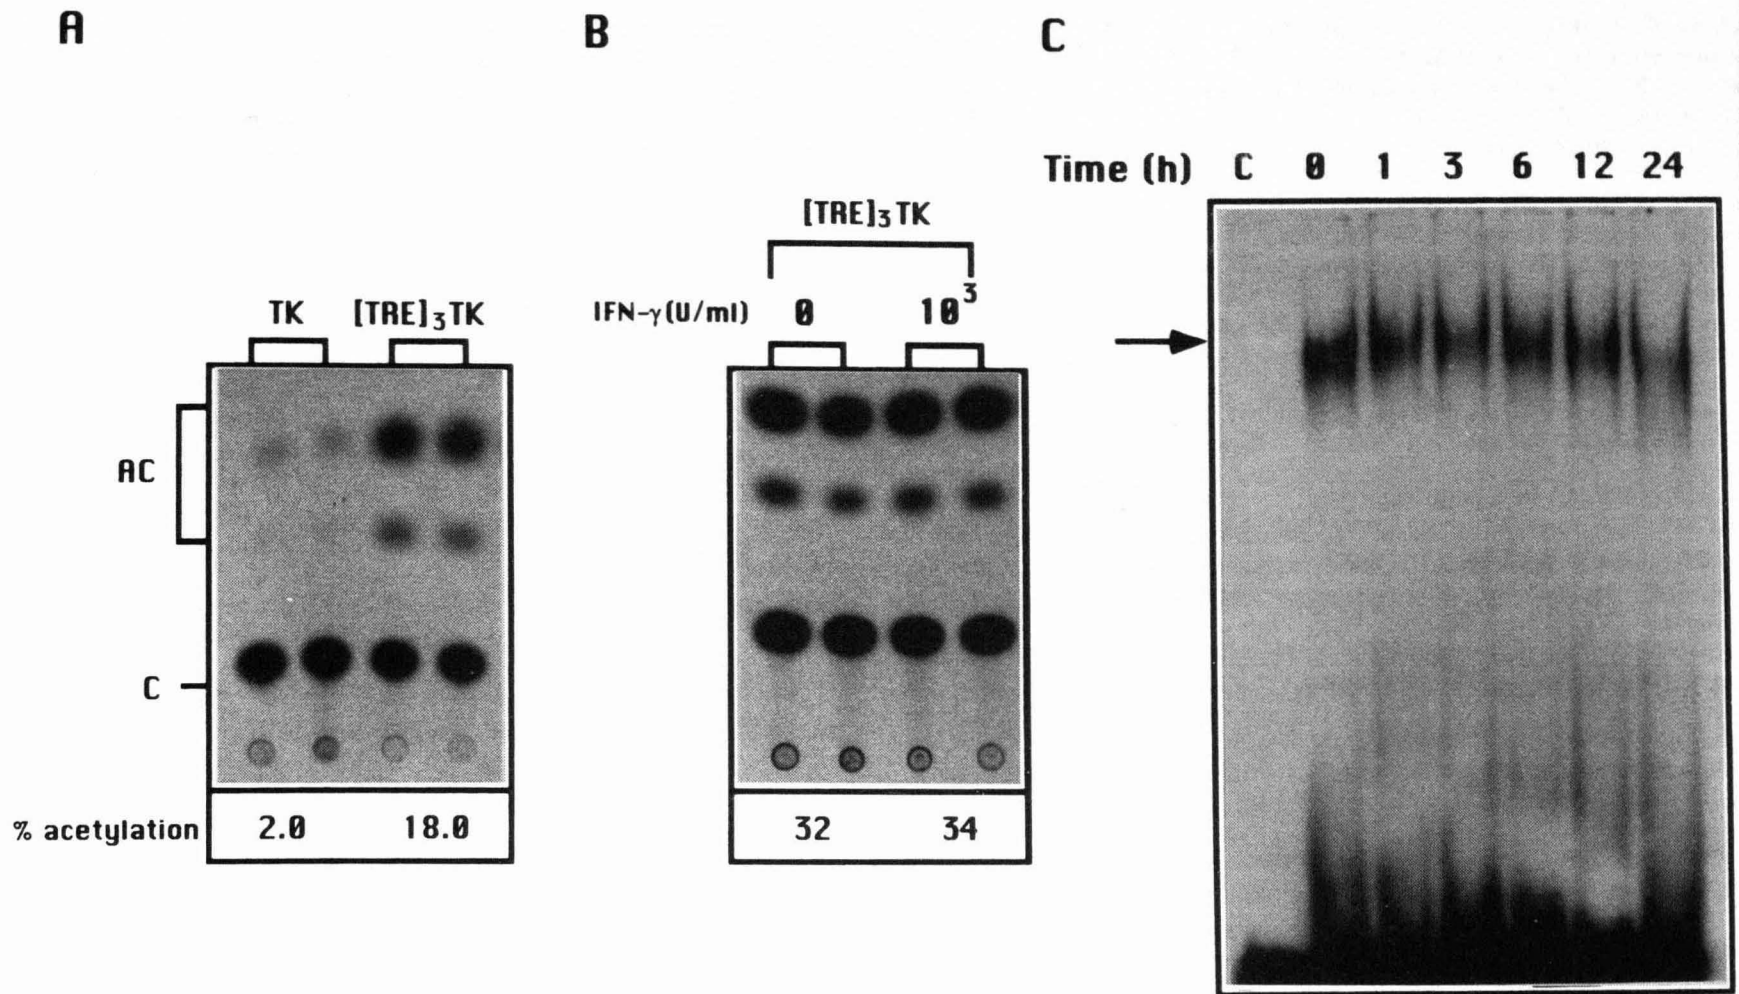 A
B
C
Time (h) C 0 1 3 6 12 24
[TRE]₃TK
TK [TRE]₃TK
IFN-γ(U/ml) 0 10³
AC
C
% acetylation 2.0 18.0
32 34